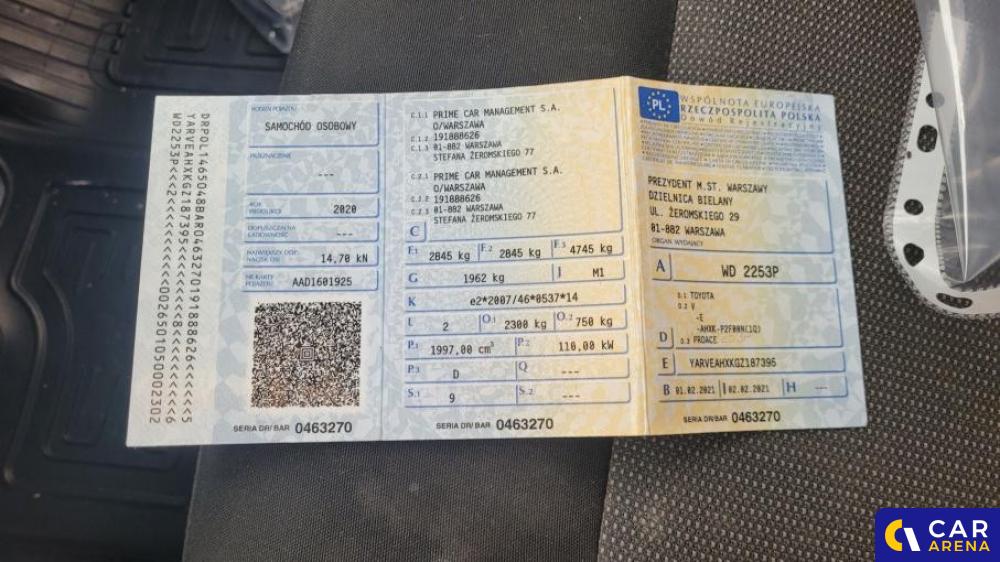 DRPOL1465048BAR0463270191888626<<<<<5
YARVEAHXKGZ187395<<<<<<<<<8<<<<<<<<<6
WD2253P<<<2<<<<<<<<<<<0026501050002302
RODZAJ POJAZDU
SAMOCHÓD OSOBOWY
PRZEZNACZENIE
---
ROK PRODUKCJI 2020
DOPUSZCZALNA ŁADOWNOŚĆ ---
NAJWIĘKSZY DOP. NACISK OSI 14,70 kN
NR KARTY POJAZDU AAD1601925
SERIA DR/ BAR 0463270
C.1.1 PRIME CAR MANAGEMENT S.A.
O/WARSZAWA
C.1.2 191888626
C.1.3 01-882 WARSZAWA
STEFANA ŻEROMSKIEGO 77
C.2.1 PRIME CAR MANAGEMENT S.A.
O/WARSZAWA
C.2.2 191888626
C.2.3 01-882 WARSZAWA
STEFANA ŻEROMSKIEGO 77
C
F.1 2845 kg F.2 2845 kg F.3 4745 kg
G 1962 kg J M1
K e2*2007/46*0537*14
L 2 O.1 2300 kg O.2 750 kg
P.1 1997,00 cm³ P.2 110,00 kW
P.3 D Q ---
S.1 9 S.2 ---
SERIA DR/ BAR 0463270
PL
WSPÓLNOTA EUROPEJSKA
RZECZPOSPOLITA POLSKA
Dowód Rejestracyjny
PREZYDENT M.ST. WARSZAWY
DZIELNICA BIELANY
UL. ŻEROMSKIEGO 29
01-882 WARSZAWA
ORGAN WYDAJĄCY
A WD 2253P
D.1 TOYOTA
D.2 V
-E
-AHXK-P2F00N(1Q)
D D.3 PROACE
E YARVEAHXKGZ187395
B 01.02.2021 I 02.02.2021 H ---
SERIA DR/ BAR 0463270
CAR
ARENA